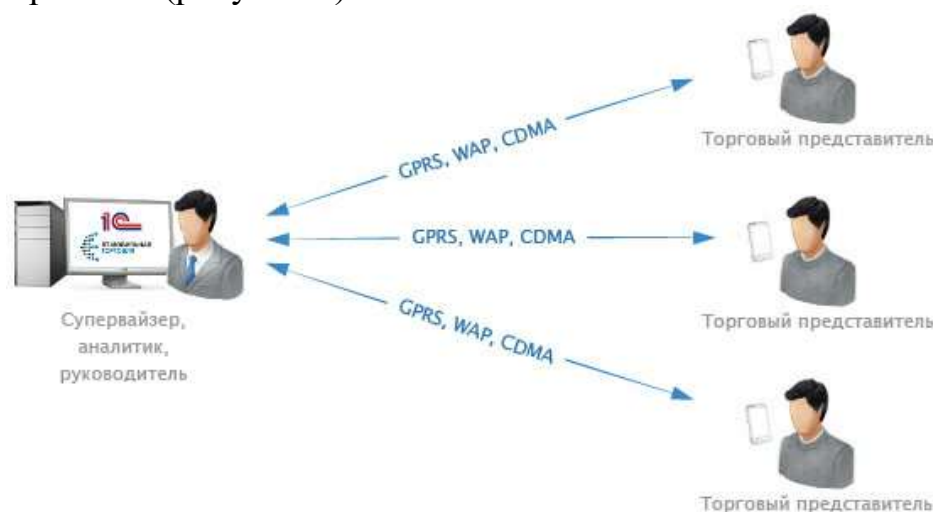 GPRS, WAP, CDMA
Торговый представитель
1С
GPRS, WAP, CDMA
Супервайзер,
аналитик,
руководитель
Торговый представитель
GPRS, WAP, CDMA
Торговый представитель